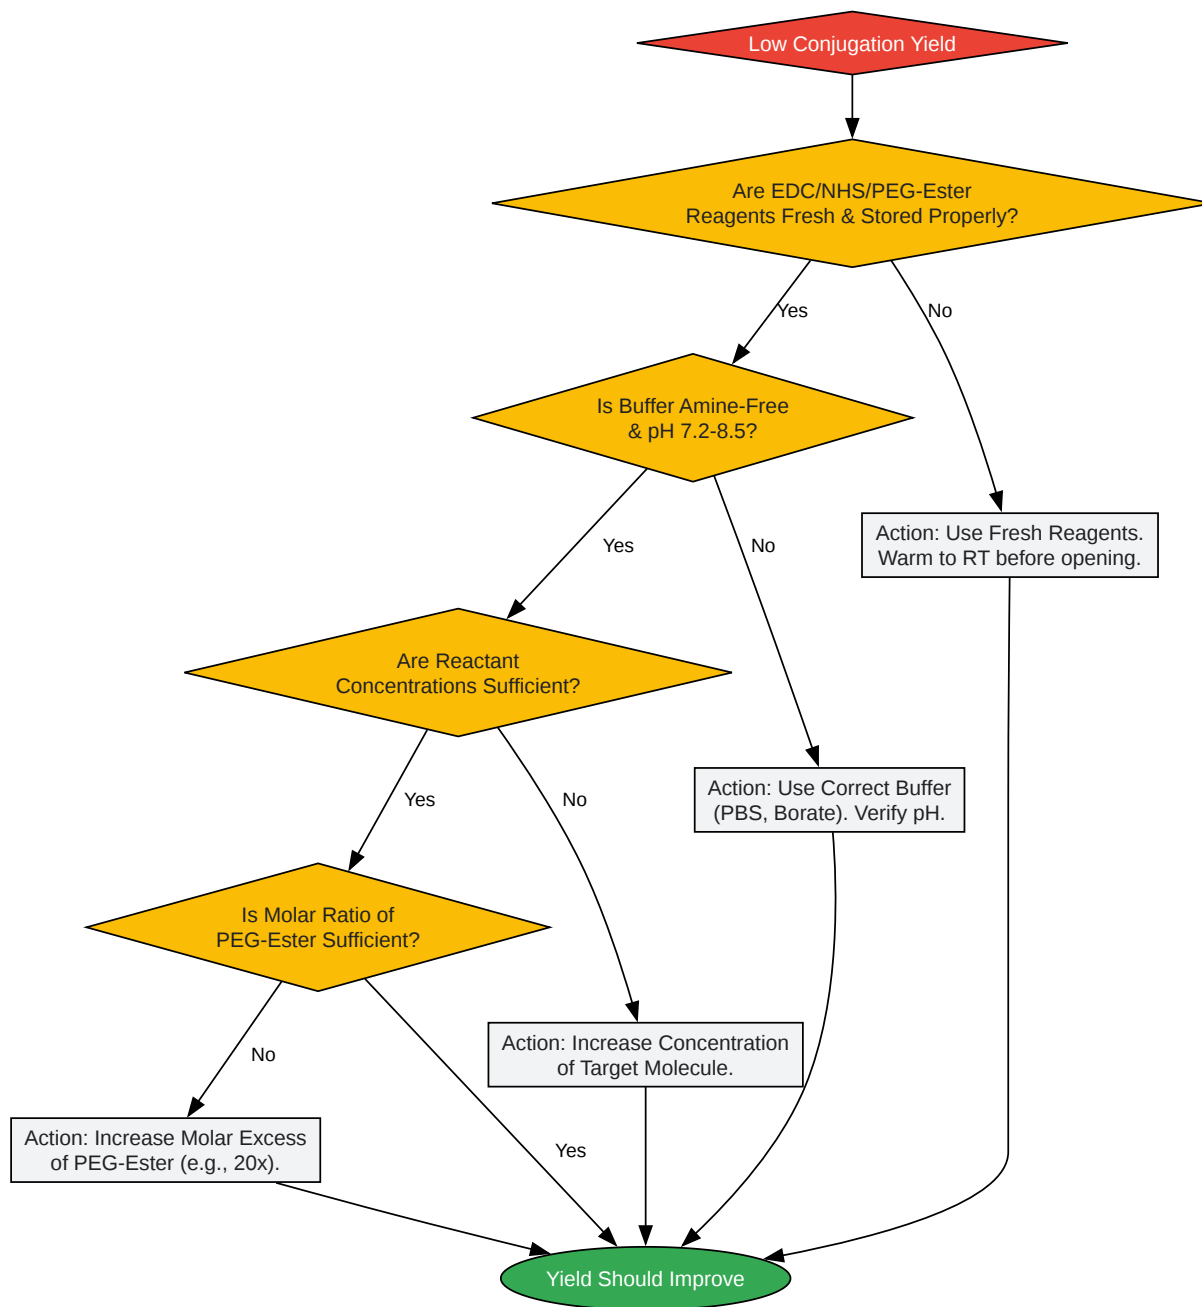 Low Conjugation Yield
Are EDC/NHS/PEG-Ester
Reagents Fresh & Stored Properly?
Yes
No
Is Buffer Amine-Free
& pH 7.2-8.5?
Action: Use Fresh Reagents.
Warm to RT before opening.
Yes
No
Are Reactant
Concentrations Sufficient?
Action: Use Correct Buffer
(PBS, Borate). Verify pH.
Yes
No
Is Molar Ratio of
PEG-Ester Sufficient?
Action: Increase Concentration
of Target Molecule.
No
Yes
Action: Increase Molar Excess
of PEG-Ester (e.g., 20x).
Yield Should Improve